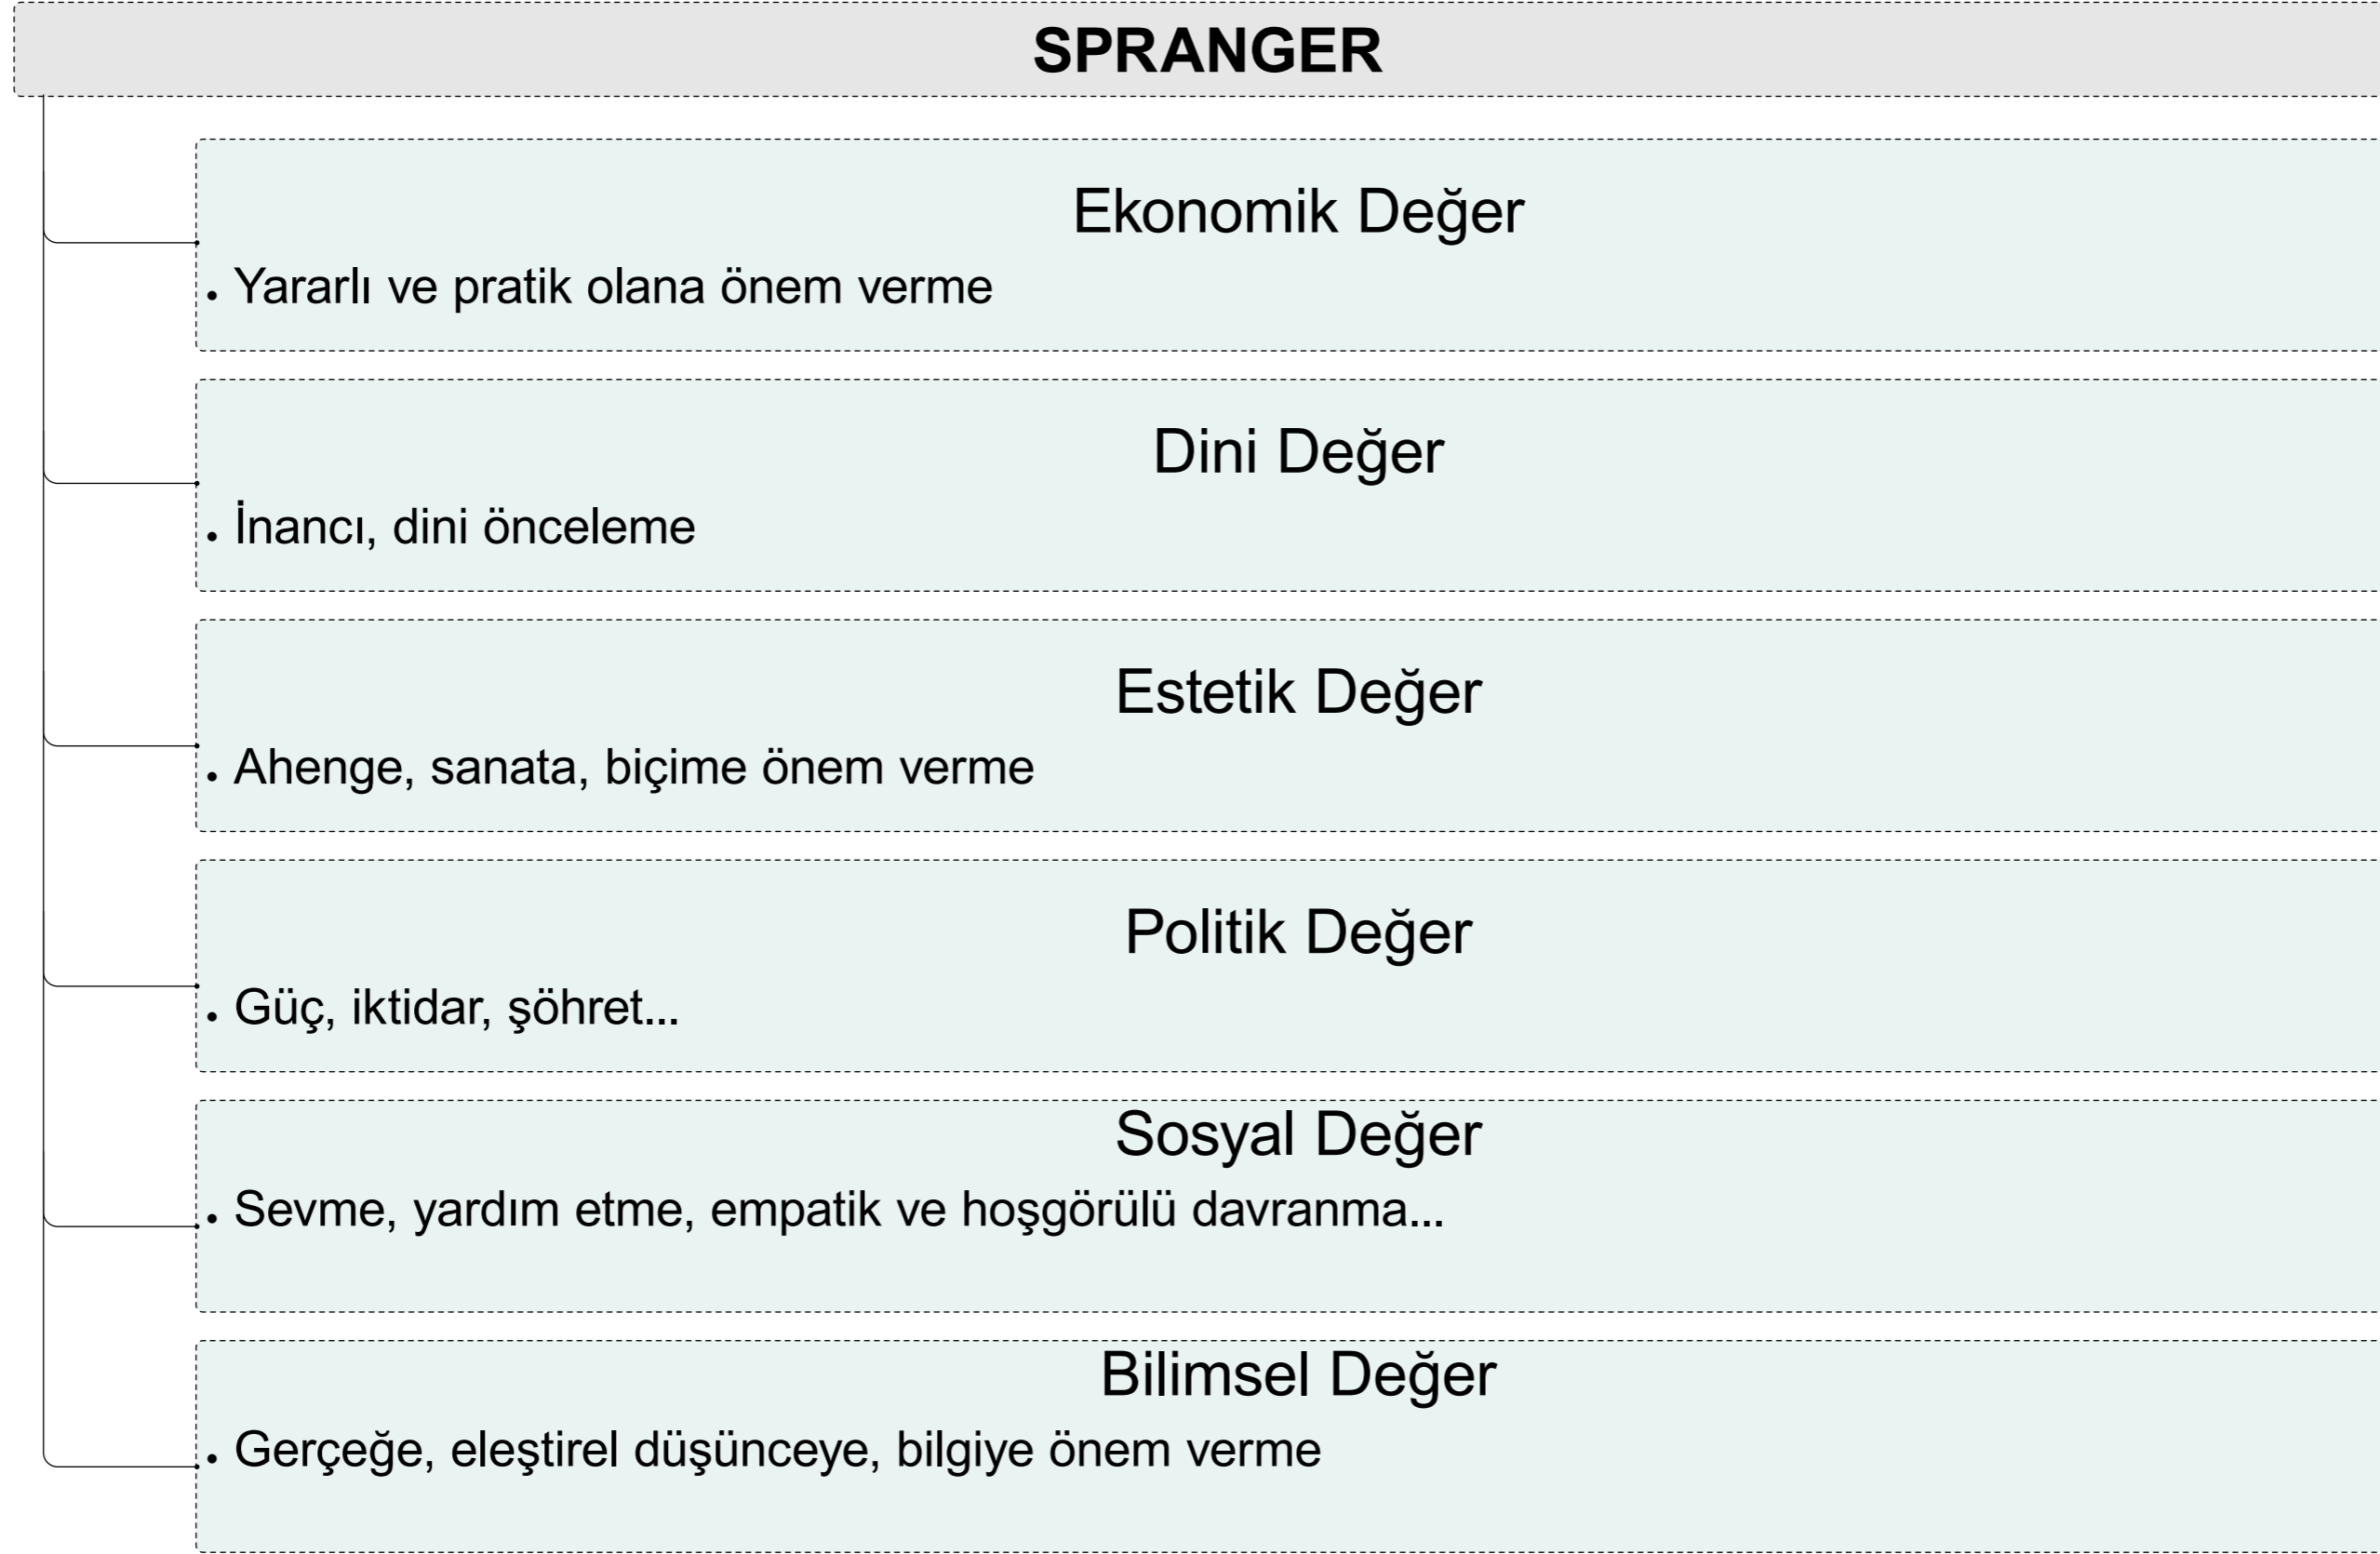 SPRANGER
Ekonomik Değer
• Yararlı ve pratik olana önem verme
Dini Değer
• İnancı, dini önceleme
Estetik Değer
• Ahenge, sanata, biçime önem verme
Politik Değer
• Güç, iktidar, şöhret...
Sosyal Değer
• Sevme, yardım etme, empatik ve hoşgörülü davranma...
Bilimsel Değer
• Gerçeğe, eleştirel düşünceye, bilgiye önem verme